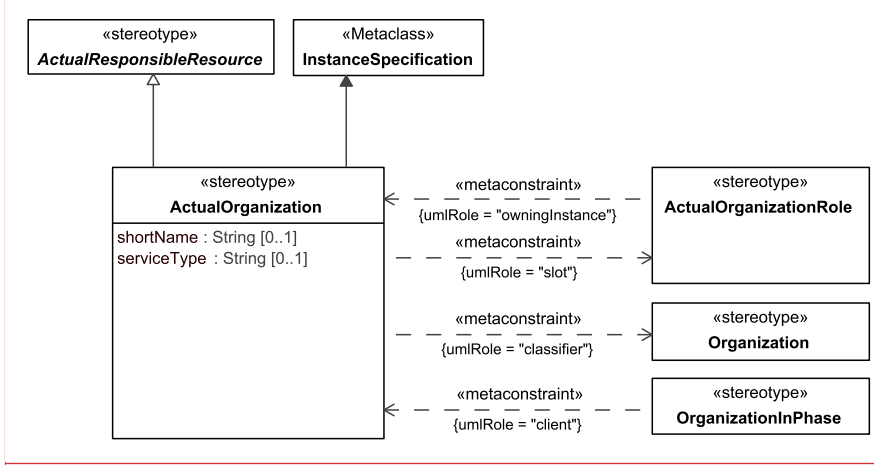 «stereotype»
ActualResponsibleResource
«Metaclass»
InstanceSpecification
«stereotype»
ActualOrganization
shortName : String [0..1]
serviceType : String [0..1]
«metaconstraint»
{umlRole = "owningInstance"}
«metaconstraint»
{umlRole = "slot"}
«metaconstraint»
{umlRole = "classifier"}
«metaconstraint»
{umlRole = "client"}
«stereotype»
ActualOrganizationRole
«stereotype»
Organization
«stereotype»
OrganizationInPhase